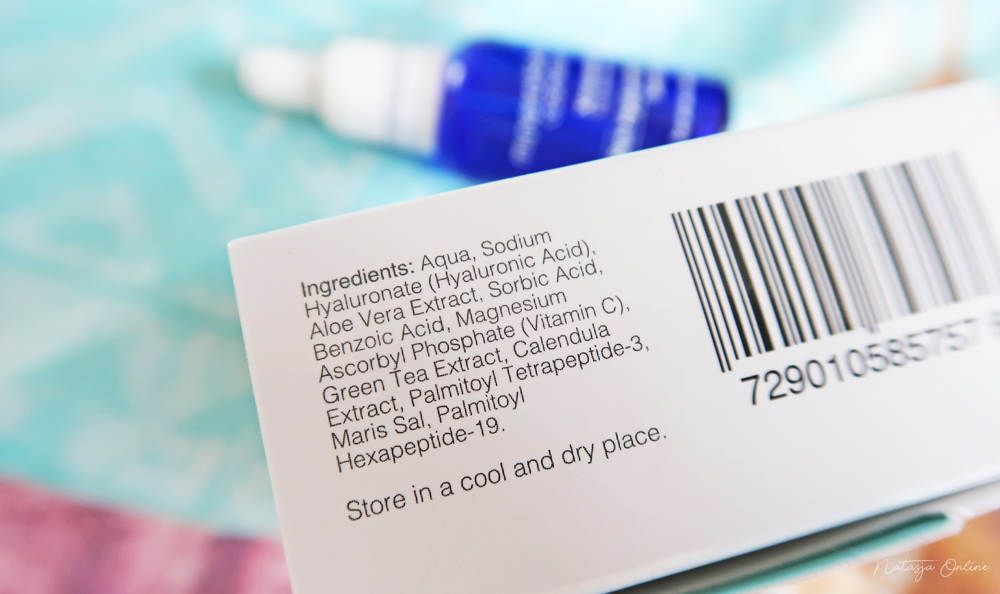 Ingredients: Aqua, Sodium
Hyaluronate (Hyaluronic Acid),
Aloe Vera Extract, Sorbic Acid,
Benzoic Acid, Magnesium
Ascorbyl Phosphate (Vitamin C),
Green Tea Extract, Calendula
Extract, Palmitoyl Tetrapeptide-3,
Maris Sal, Palmitoyl
Hexapeptide-19.
Store in a cool and dry place.
7290105857
Natasja Online